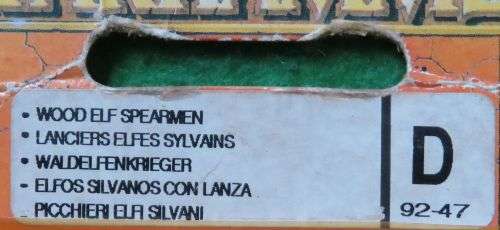 • WOOD ELF SPEARMEN
• LANCIERS ELFES SYLVAINS
• WALDELFENKRIEGER
- ELFOS SILVANOS CON LANZA
PICCHIERI ELFI SILVANI
D
92-47